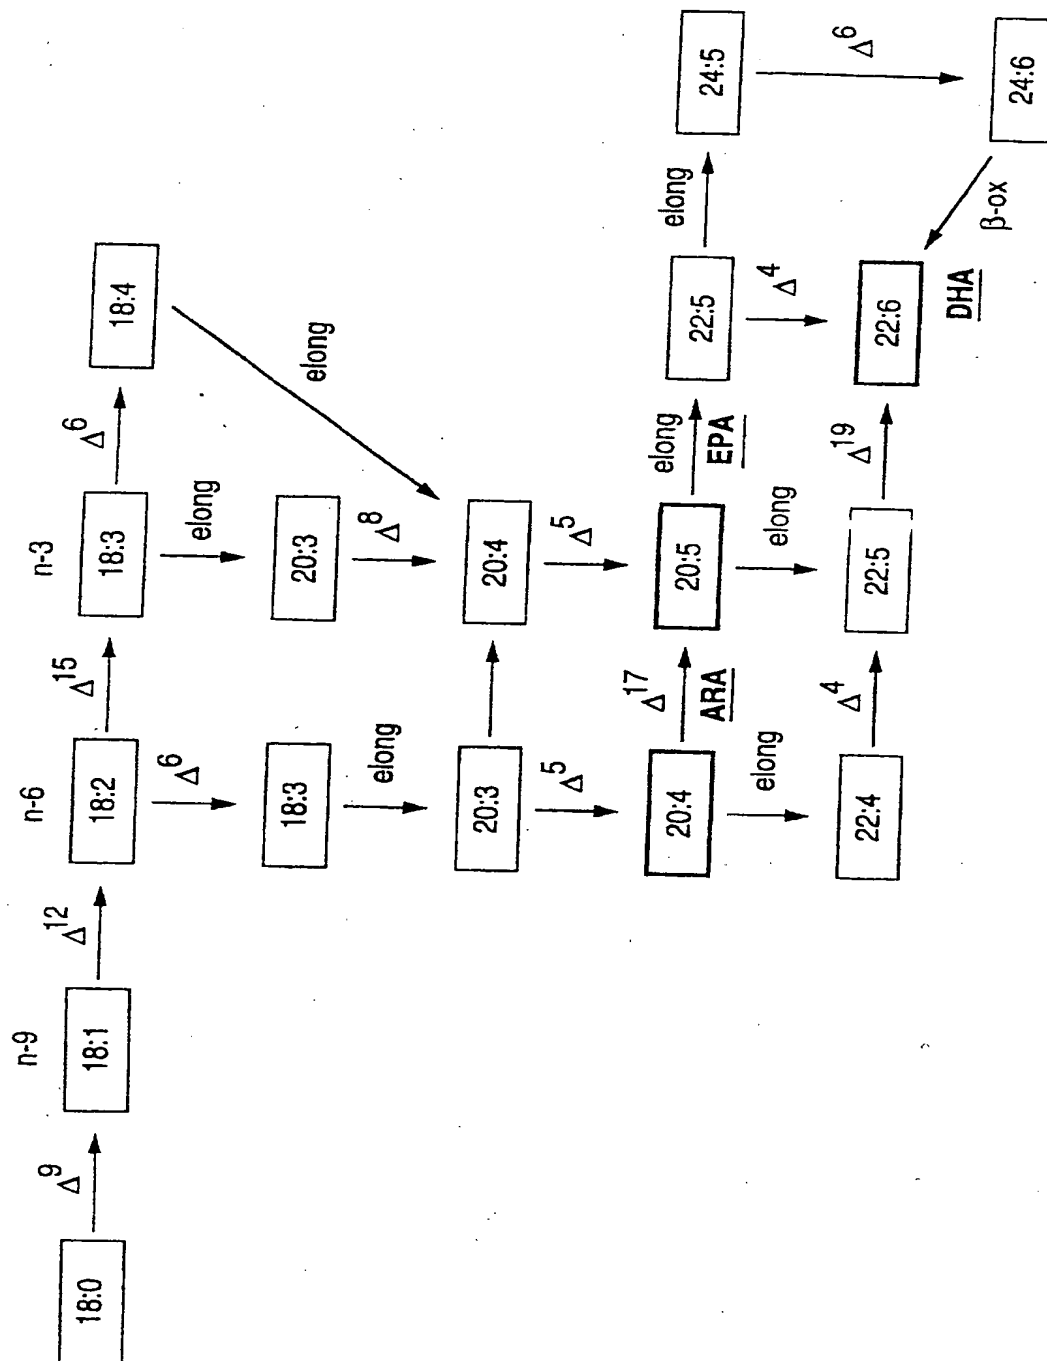 n-9 n-6 n-3
Δ9 Δ12 Δ15 Δ6
18:0 18:1 18:2 18:3 18:4
Δ6 elong
18:3 20:3 elong
elong Δ8
20:3 20:4
Δ5 Δ5
Δ17 elong elong
20:4 20:5 22:5 24:5
ARA EPA
elong elong Δ4 Δ6
Δ4 Δ19
22:4 22:5 22:6 24:6
DHA β-ox